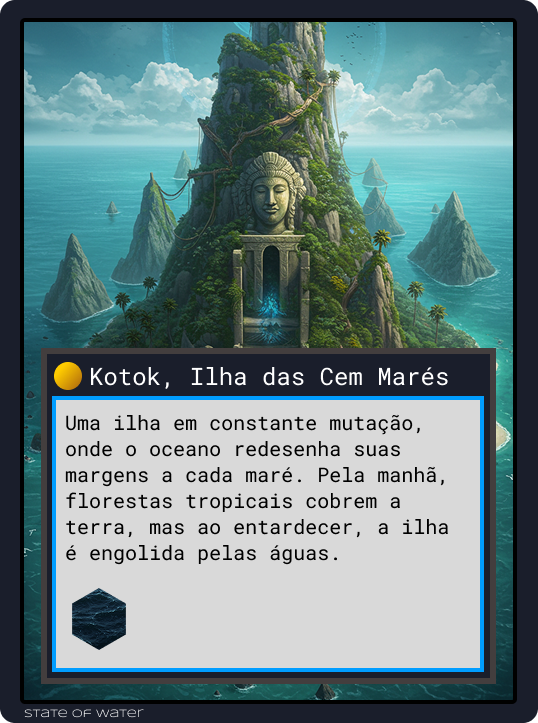 Kotok, Ilha das Cem Marés
Uma ilha em constante mutação,
onde o oceano redesenha suas
margens a cada maré. Pela manhã,
florestas tropicais cobrem a
terra, mas ao entardecer, a ilha
é engolida pelas águas.
STATE OF WATER